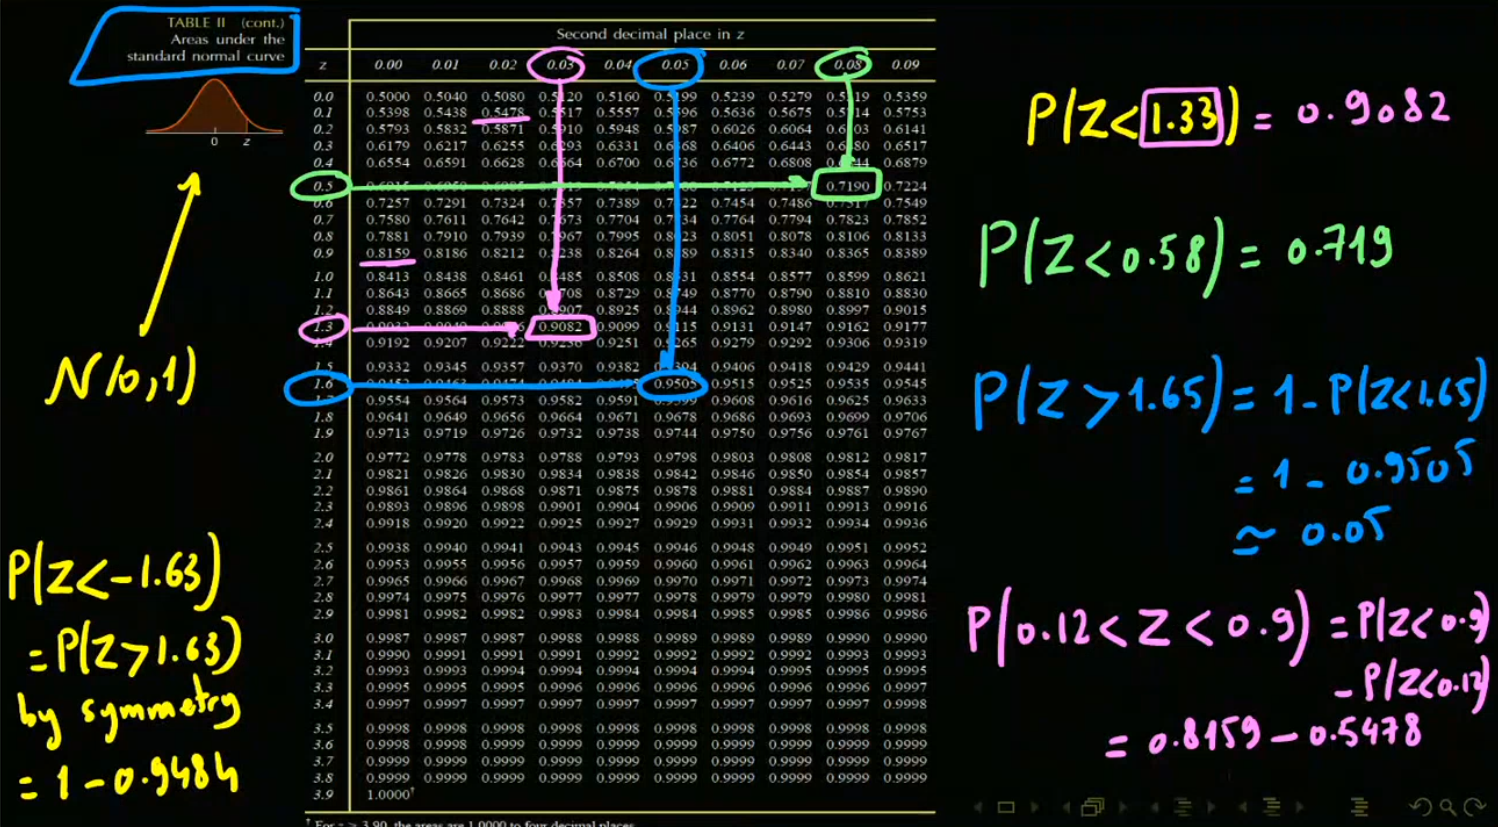 TABLE II (cont.)
Areas under the
standard normal curve
0 z
N(0,1)
P(Z<-1.63)
=P(Z>1.63)
by symmetry
= 1-0.9484
Second decimal place in z
z 0.00 0.01 0.02 0.03 0.04 0.05 0.06 0.07 0.08 0.09
0.0 0.5000 0.5040 0.5080 0.5120 0.5160 0.5199 0.5239 0.5279 0.5319 0.5359
0.1 0.5398 0.5438 0.5478 0.5517 0.5557 0.5596 0.5636 0.5675 0.5714 0.5753
0.2 0.5793 0.5832 0.5871 0.5910 0.5948 0.5987 0.6026 0.6064 0.6103 0.6141
0.3 0.6179 0.6217 0.6255 0.6293 0.6331 0.6368 0.6406 0.6443 0.6480 0.6517
0.4 0.6554 0.6591 0.6628 0.6664 0.6700 0.6736 0.6772 0.6808 0.6844 0.6879
0.5 0.6915 0.6950 0.6985 0.7019 0.7054 0.7088 0.7123 0.7157 0.7190 0.7224
0.6 0.7257 0.7291 0.7324 0.7357 0.7389 0.7422 0.7454 0.7486 0.7517 0.7549
0.7 0.7580 0.7611 0.7642 0.7673 0.7704 0.7734 0.7764 0.7794 0.7823 0.7852
0.8 0.7881 0.7910 0.7939 0.7967 0.7995 0.8023 0.8051 0.8078 0.8106 0.8133
0.9 0.8159 0.8186 0.8212 0.8238 0.8264 0.8289 0.8315 0.8340 0.8365 0.8389
1.0 0.8413 0.8438 0.8461 0.8485 0.8508 0.8531 0.8554 0.8577 0.8599 0.8621
1.1 0.8643 0.8665 0.8686 0.8708 0.8729 0.8749 0.8770 0.8790 0.8810 0.8830
1.2 0.8849 0.8869 0.8888 0.8907 0.8925 0.8944 0.8962 0.8980 0.8997 0.9015
1.3 0.9032 0.9049 0.9066 0.9082 0.9099 0.9115 0.9131 0.9147 0.9162 0.9177
1.4 0.9192 0.9207 0.9222 0.9236 0.9251 0.9265 0.9279 0.9292 0.9306 0.9319
1.5 0.9332 0.9345 0.9357 0.9370 0.9382 0.9394 0.9406 0.9418 0.9429 0.9441
1.6 0.9452 0.9463 0.9474 0.9484 0.9495 0.9505 0.9515 0.9525 0.9535 0.9545
1.7 0.9554 0.9564 0.9573 0.9582 0.9591 0.9599 0.9608 0.9616 0.9625 0.9633
1.8 0.9641 0.9649 0.9656 0.9664 0.9671 0.9678 0.9686 0.9693 0.9699 0.9706
1.9 0.9713 0.9719 0.9726 0.9732 0.9738 0.9744 0.9750 0.9756 0.9761 0.9767
2.0 0.9772 0.9778 0.9783 0.9788 0.9793 0.9798 0.9803 0.9808 0.9812 0.9817
2.1 0.9821 0.9826 0.9830 0.9834 0.9838 0.9842 0.9846 0.9850 0.9854 0.9857
2.2 0.9861 0.9864 0.9868 0.9871 0.9875 0.9878 0.9881 0.9884 0.9887 0.9890
2.3 0.9893 0.9896 0.9898 0.9901 0.9904 0.9906 0.9909 0.9911 0.9913 0.9916
2.4 0.9918 0.9920 0.9922 0.9925 0.9927 0.9929 0.9931 0.9932 0.9934 0.9936
2.5 0.9938 0.9940 0.9941 0.9943 0.9945 0.9946 0.9948 0.9949 0.9951 0.9952
2.6 0.9953 0.9955 0.9956 0.9957 0.9959 0.9960 0.9961 0.9962 0.9963 0.9964
2.7 0.9965 0.9966 0.9967 0.9968 0.9969 0.9970 0.9971 0.9972 0.9973 0.9974
2.8 0.9974 0.9975 0.9976 0.9977 0.9977 0.9978 0.9979 0.9979 0.9980 0.9981
2.9 0.9981 0.9982 0.9982 0.9983 0.9984 0.9984 0.9985 0.9985 0.9986 0.9986
3.0 0.9987 0.9987 0.9987 0.9988 0.9988 0.9989 0.9989 0.9989 0.9990 0.9990
3.1 0.9990 0.9991 0.9991 0.9991 0.9992 0.9992 0.9992 0.9992 0.9993 0.9993
3.2 0.9993 0.9993 0.9994 0.9994 0.9994 0.9994 0.9994 0.9995 0.9995 0.9995
3.3 0.9995 0.9995 0.9995 0.9996 0.9996 0.9996 0.9996 0.9996 0.9996 0.9997
3.4 0.9997 0.9997 0.9997 0.9997 0.9997 0.9997 0.9997 0.9997 0.9997 0.9998
3.5 0.9998 0.9998 0.9998 0.9998 0.9998 0.9998 0.9998 0.9998 0.9998 0.9998
3.6 0.9998 0.9998 0.9999 0.9999 0.9999 0.9999 0.9999 0.9999 0.9999 0.9999
3.7 0.9999 0.9999 0.9999 0.9999 0.9999 0.9999 0.9999 0.9999 0.9999 0.9999
3.8 0.9999 0.9999 0.9999 0.9999 0.9999 0.9999 0.9999 0.9999 0.9999 0.9999
3.9 1.0000†
† For z > 3.90, the areas are 1.0000 to four decimal places.
P(Z<1.33) = 0.9082
P(Z<0.58) = 0.719
P(Z>1.65) = 1-P(Z<1.65)
= 1 - 0.9505
≃ 0.05
P(0.12<Z<0.9) = P(Z<0.9)
- P(Z<0.12)
= 0.8159-0.5478